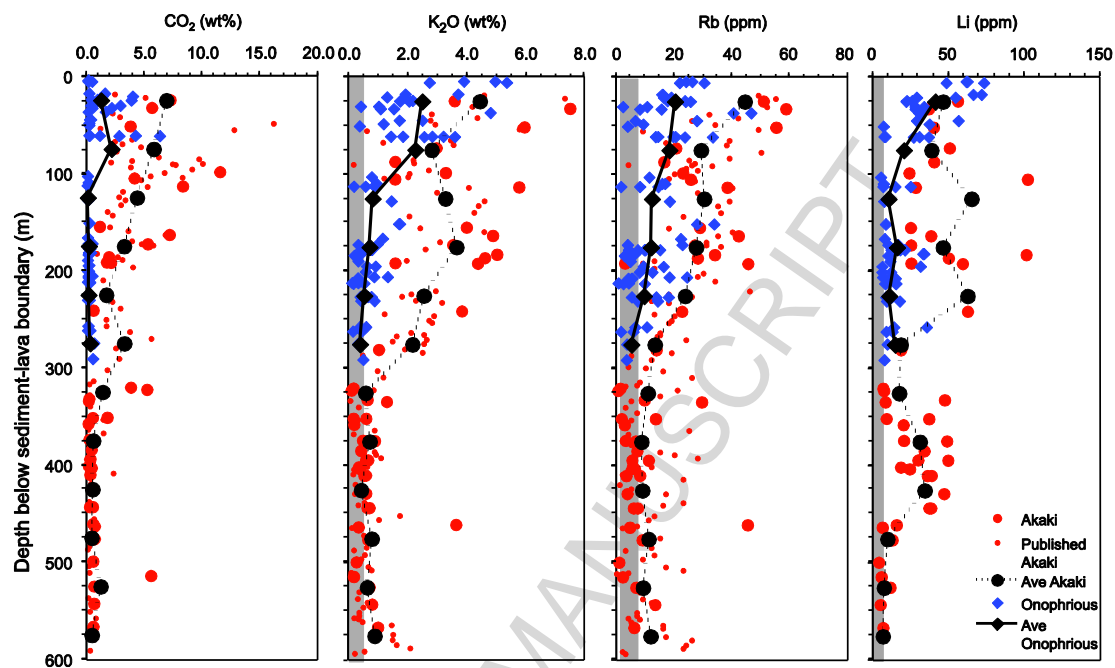 CO2 (wt%)
K2O (wt%)
Rb (ppm)
Li (ppm)
0.0 5.0 10.0 15.0 20.0
0.0 2.0 4.0 6.0 8.0
0 20 40 60 80
0 50 100 150
Depth below sediment-lava boundary (m)
0
100
200
300
400
500
600
MANUSCRIPT
Akaki
Published
Akaki
Ave Akaki
Onophrious
Ave
Onophrious